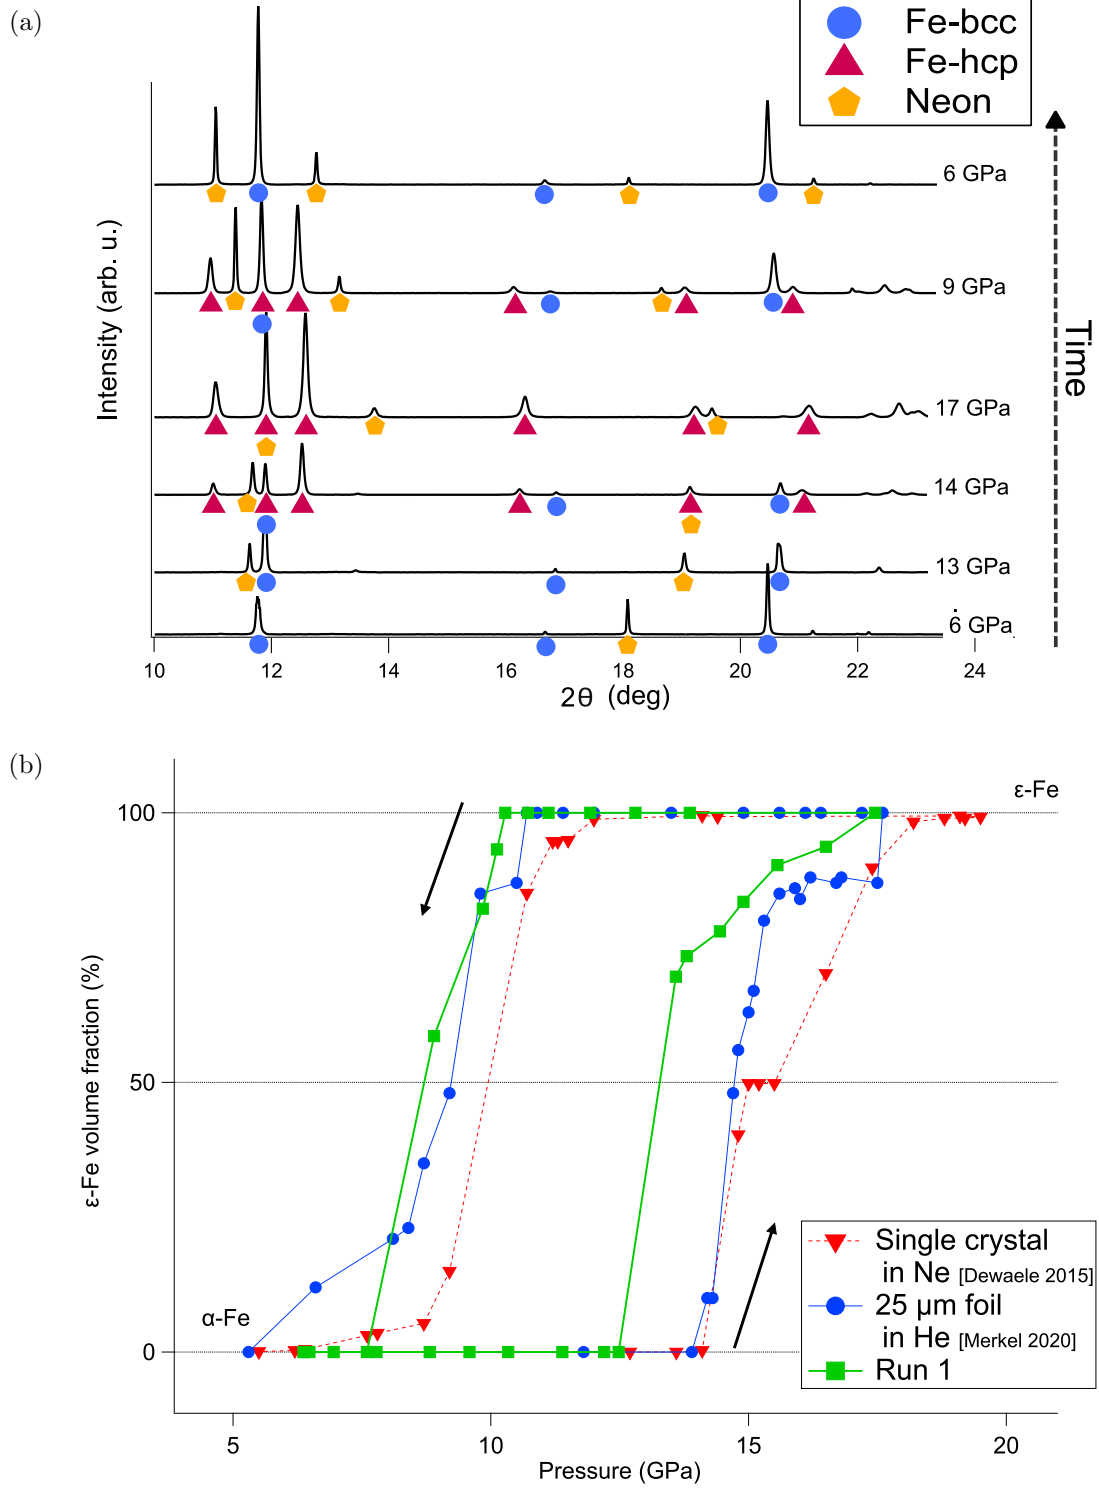 (a)
Fe-bcc
Fe-hcp
Neon
6 GPa
9 GPa
17 GPa
14 GPa
13 GPa
6 GPa
Intensity (arb. u.)
Time
10 12 14 16 18 20 22 24
2θ (deg)
(b)
ε-Fe
100
50
0
ε-Fe volume fraction (%)
α-Fe
Single crystal
in Ne [Dewaele 2015]
25 µm foil
in He [Merkel 2020]
Run 1
5 10 15 20
Pressure (GPa)